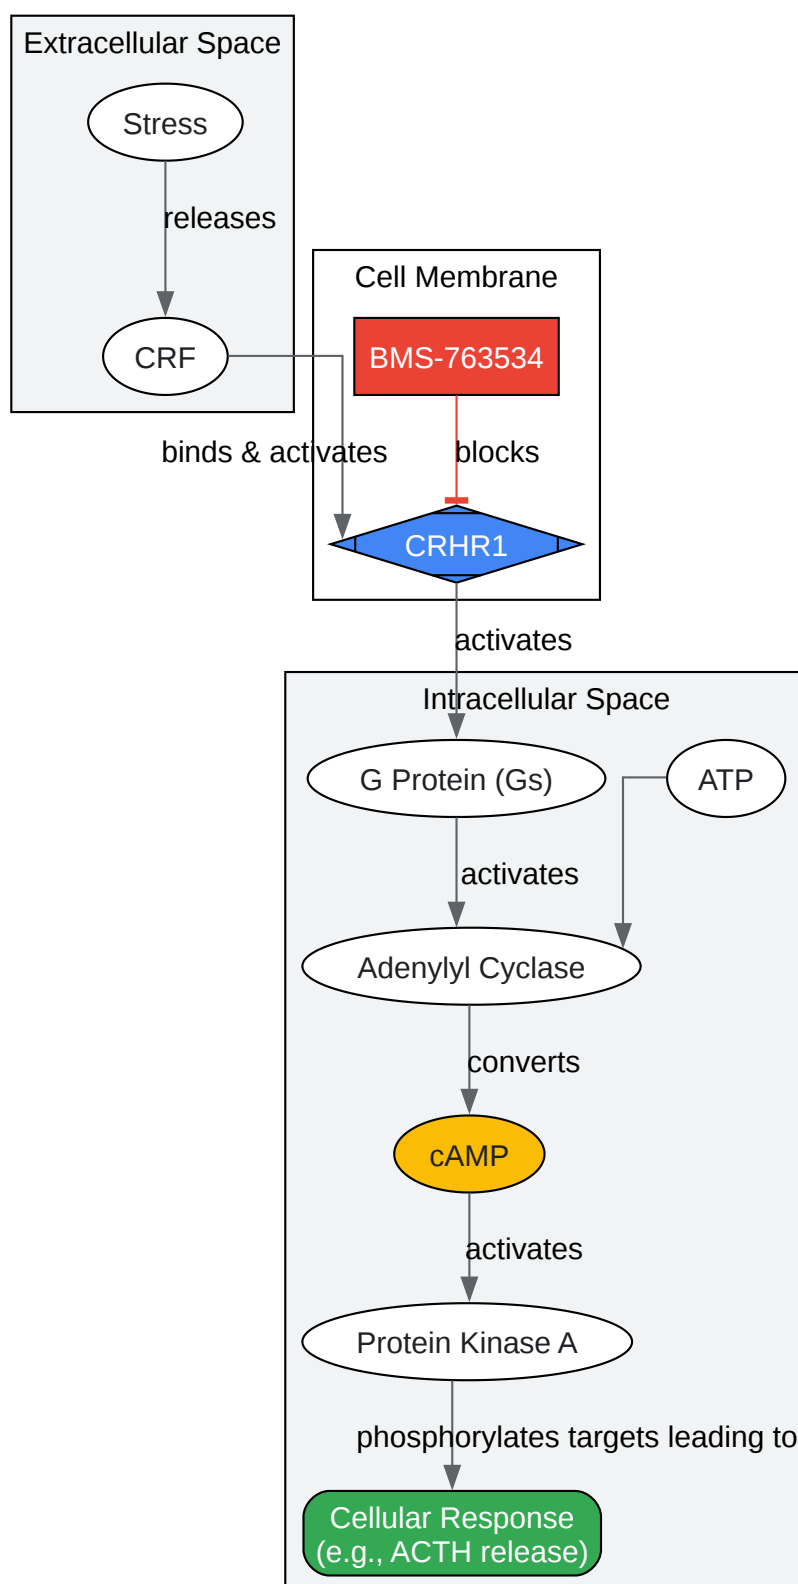 Extracellular Space
Stress
releases
CRF
binds & activates
Cell Membrane
BMS-763534
blocks
CRHR1
activates
Intracellular Space
G Protein (Gs)
ATP
activates
Adenylyl Cyclase
converts
cAMP
activates
Protein Kinase A
phosphorylates targets leading to
Cellular Response
(e.g., ACTH release)